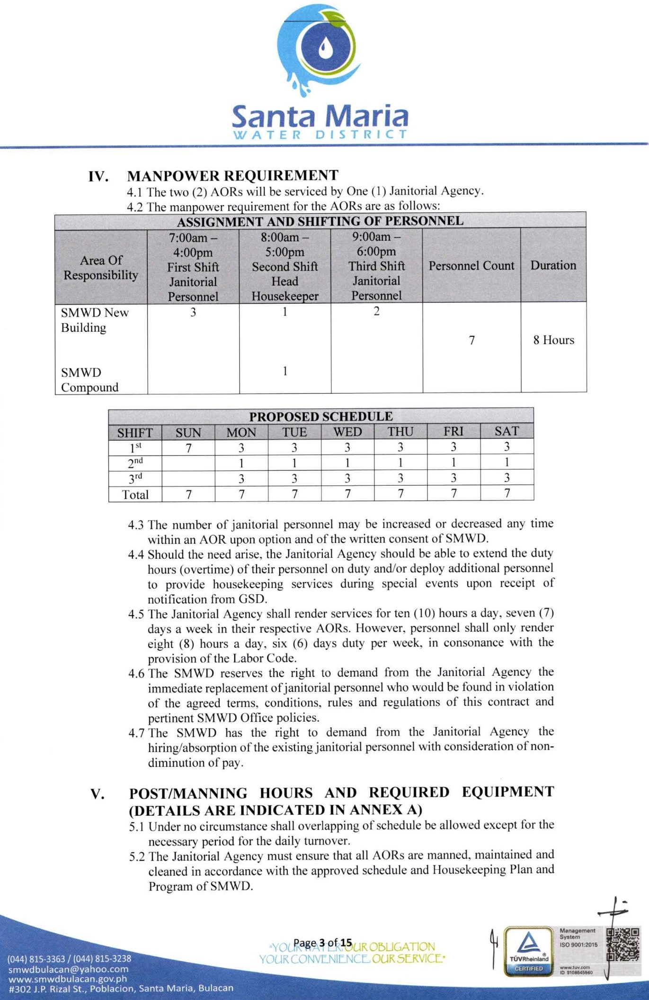 Santa Maria
WATER DISTRICT
IV. MANPOWER REQUIREMENT
4.1 The two (2) AORs will be serviced by One (1) Janitorial Agency.
4.2 The manpower requirement for the AORs are as follows:
ASSIGNMENT AND SHIFTING OF PERSONNEL
Area Of
Responsibility
7:00am –
4:00pm
First Shift
Janitorial
Personnel
8:00am –
5:00pm
Second Shift
Head
Housekeeper
9:00am –
6:00pm
Third Shift
Janitorial
Personnel
Personnel Count
Duration
SMWD New
Building
3
1
2
7
8 Hours
SMWD
Compound
1
PROPOSED SCHEDULE
SHIFT SUN MON TUE WED THU FRI SAT
1st 7 3 3 3 3 3 3
2nd 1 1 1 1 1 1
3rd 3 3 3 3 3 3
Total 7 7 7 7 7 7 7
4.3 The number of janitorial personnel may be increased or decreased any time
within an AOR upon option and of the written consent of SMWD.
4.4 Should the need arise, the Janitorial Agency should be able to extend the duty
hours (overtime) of their personnel on duty and/or deploy additional personnel
to provide housekeeping services during special events upon receipt of
notification from GSD.
4.5 The Janitorial Agency shall render services for ten (10) hours a day, seven (7)
days a week in their respective AORs. However, personnel shall only render
eight (8) hours a day, six (6) days duty per week, in consonance with the
provision of the Labor Code.
4.6 The SMWD reserves the right to demand from the Janitorial Agency the
immediate replacement of janitorial personnel who would be found in violation
of the agreed terms, conditions, rules and regulations of this contract and
pertinent SMWD Office policies.
4.7 The SMWD has the right to demand from the Janitorial Agency the
hiring/absorption of the existing janitorial personnel with consideration of non-
diminution of pay.
V. POST/MANNING HOURS AND REQUIRED EQUIPMENT
(DETAILS ARE INDICATED IN ANNEX A)
5.1 Under no circumstance shall overlapping of schedule be allowed except for the
necessary period for the daily turnover.
5.2 The Janitorial Agency must ensure that all AORs are manned, maintained and
cleaned in accordance with the approved schedule and Housekeeping Plan and
Program of SMWD.
Page 3 of 15
"YOUR WATER, OUR OBLIGATION
YOUR CONVENIENCE, OUR SERVICE"
(044) 815-3363 / (044) 815-3238
smwdbulacan@yahoo.com
www.smwdbulacan.gov.ph
#302 J.P. Rizal St., Poblacion, Santa Maria, Bulacan
TÜVRheinland®
CERTIFIED
Management
System
ISO 9001:2015
www.tuv.com
ID 9108645560